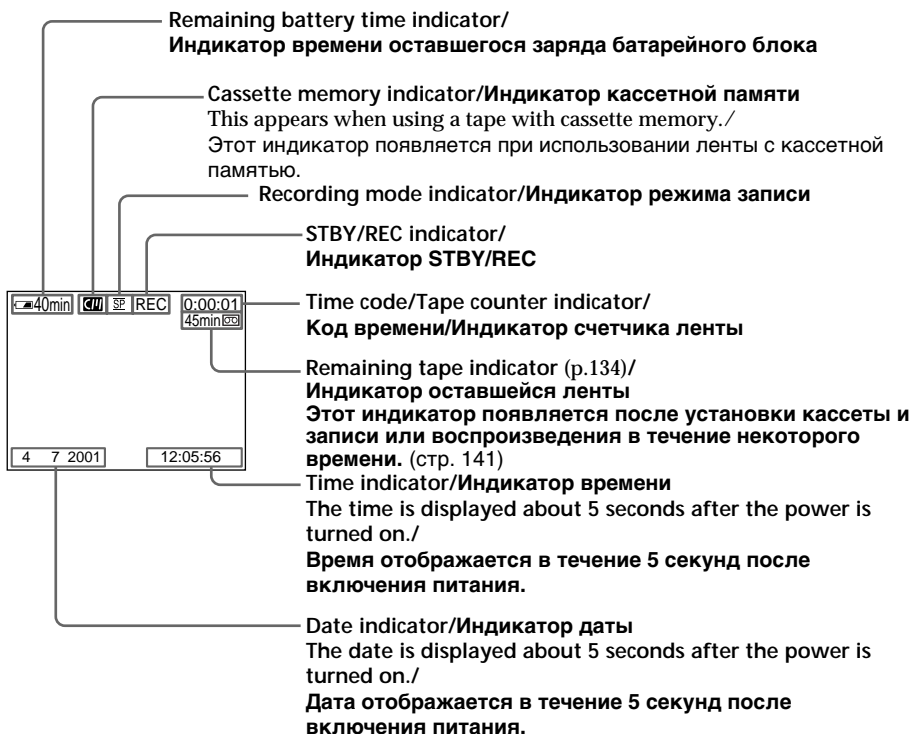 Remaining battery time indicator/
Индикатор времени оставшегося заряда батарейного блока
Cassette memory indicator/Индикатор кассетной памяти
This appears when using a tape with cassette memory./
Этот индикатор появляется при использовании ленты с кассетной
памятью.
Recording mode indicator/Индикатор режима записи
STBY/REC indicator/
Индикатор STBY/REC
40min SP REC 0:00:01
45min
Time code/Tape counter indicator/
Код времени/Индикатор счетчика ленты
Remaining tape indicator (p.134)/
Индикатор оставшейся ленты
Этот индикатор появляется после установки кассеты и
записи или воспроизведения в течение некоторого
времени. (стр. 141)
4 7 2001 12:05:56
Time indicator/Индикатор времени
The time is displayed about 5 seconds after the power is
turned on./
Время отображается в течение 5 секунд после
включения питания.
Date indicator/Индикатор даты
The date is displayed about 5 seconds after the power is
turned on./
Дата отображается в течение 5 секунд после
включения питания.